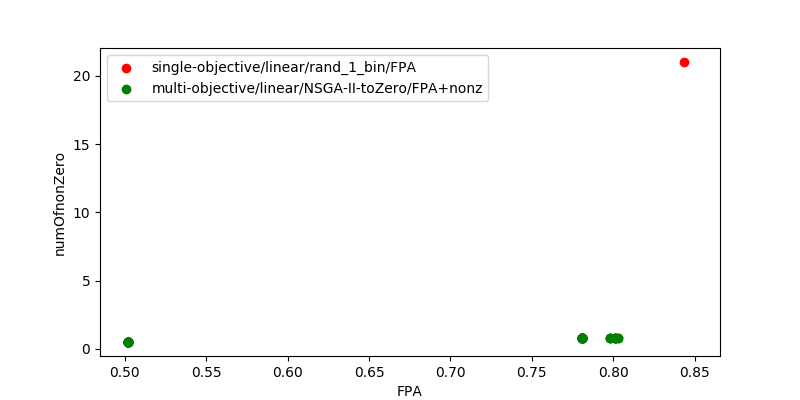 single-objective/linear/rand_1_bin/FPA
multi-objective/linear/NSGA-II-toZero/FPA+nonz
numOfnonZero
20
15
10
5
0
0.50 0.55 0.60 0.65 0.70 0.75 0.80 0.85
FPA